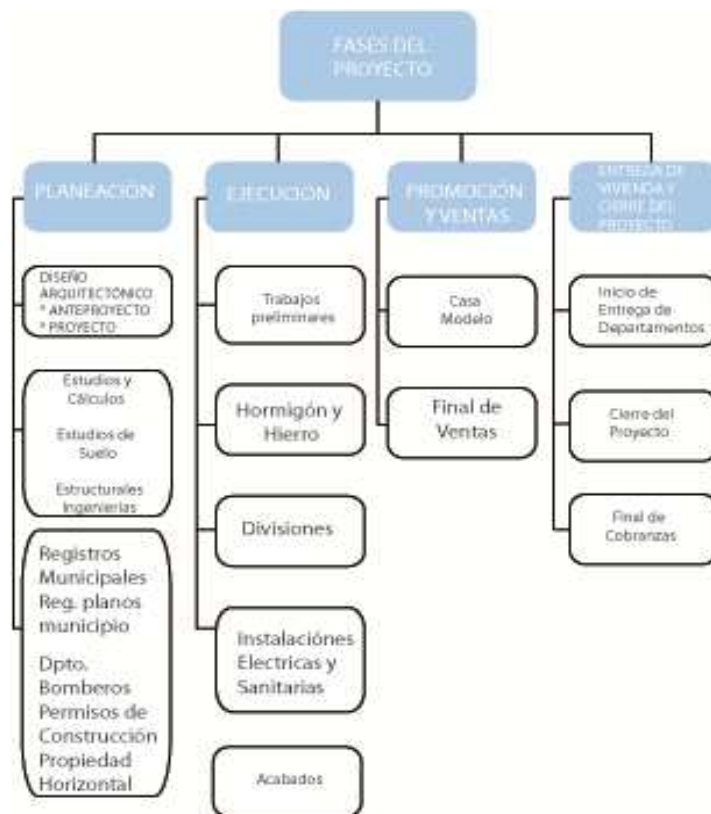 FASES DEL
PROYECTO
PLANEACIÓN
DISEÑO
ARQUITECTÓNICO
* ANTEPROYECTO
* PROYECTO
Estudios y
Cálculos
Estudios de
Suelo
Estructurales
Ingenierías
Registros
Municipales
Reg. planos
municipio
Dpto.
Bomberos
Permisos de
Construcción
Propiedad
Horizontal
EJECUCION
Trabajos
preliminares
Hormigón y
Hierro
Divisiones
Instalaciónes
Electricas y
Sanitarias
Acabados
PROMOCIÓN
Y VENTAS
Casa
Modelo
Final de
Ventas
ENTREGA DE
VIVIENDA Y
CIERRE DEL
PROYECTO
Inicio de
Entrega de
Departamentos
Cierre del
Proyecto
Final de
Cobranzas